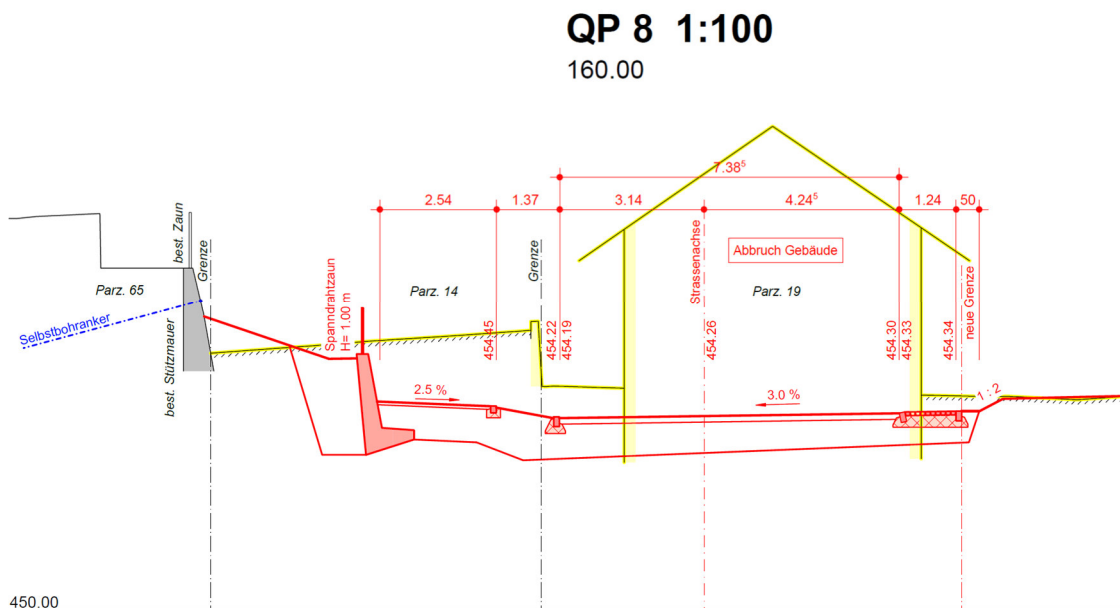 QP 8 1:100
160.00
7.38⁵
2.54
1.37
3.14
4.24⁵
1.24
50
best. Zaun
Grenze
Grenze
Strassenachse
Abbruch Gebäude
Parz. 65
Spanndrahtzaun
H= 1.00 m
Parz. 14
Parz. 19
neue Grenze
Selbstbohranker
best. Stützmauer
454.45
454.22
454.19
454.26
454.30
454.33
454.34
2.5 %
3.0 %
1 : 2
450.00